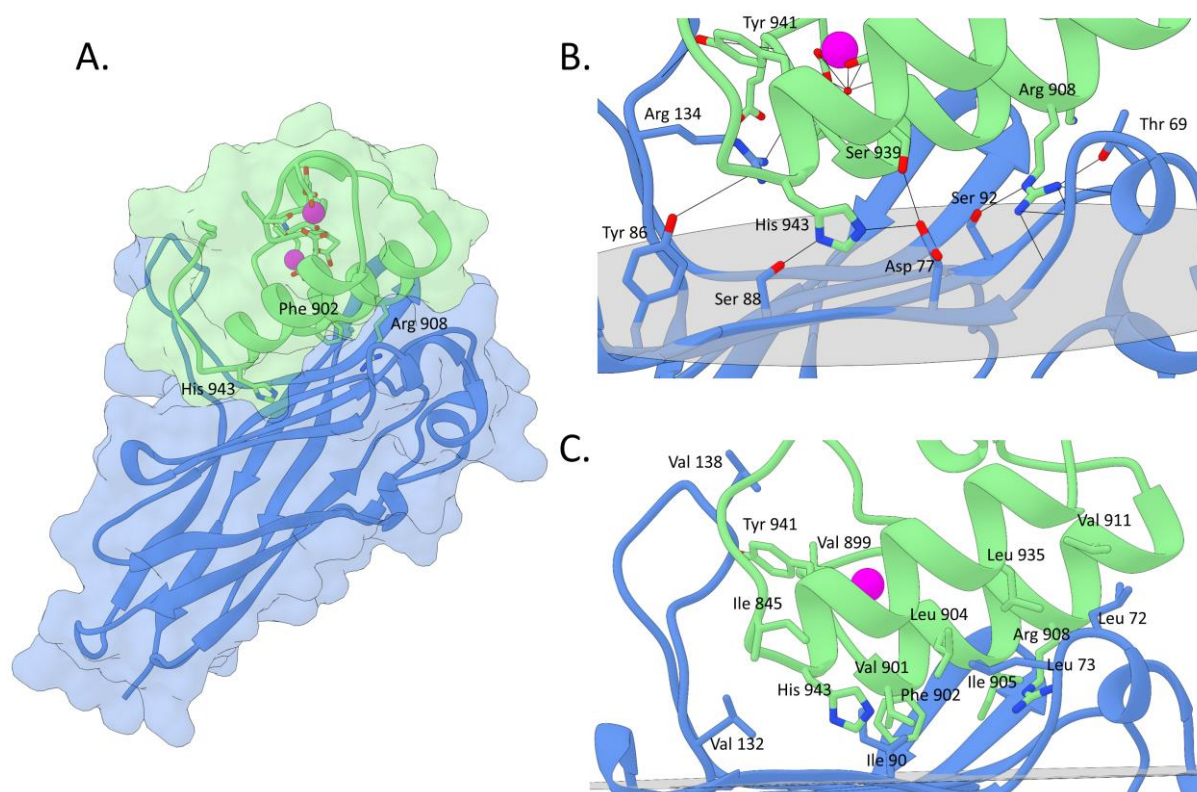 A.
Phe 902
Arg 908
His 943
B.
Tyr 941
Arg 908
Arg 134
Thr 69
Ser 939
Ser 92
His 943
Tyr 86
Asp 77
Ser 88
C.
Val 138
Tyr 941
Val 911
Val 899
Leu 935
Ile 845
Leu 904
Leu 72
Arg 908
Val 901
Leu 73
His 943
Phe 902
Ile 905
Val 132
Ile 90